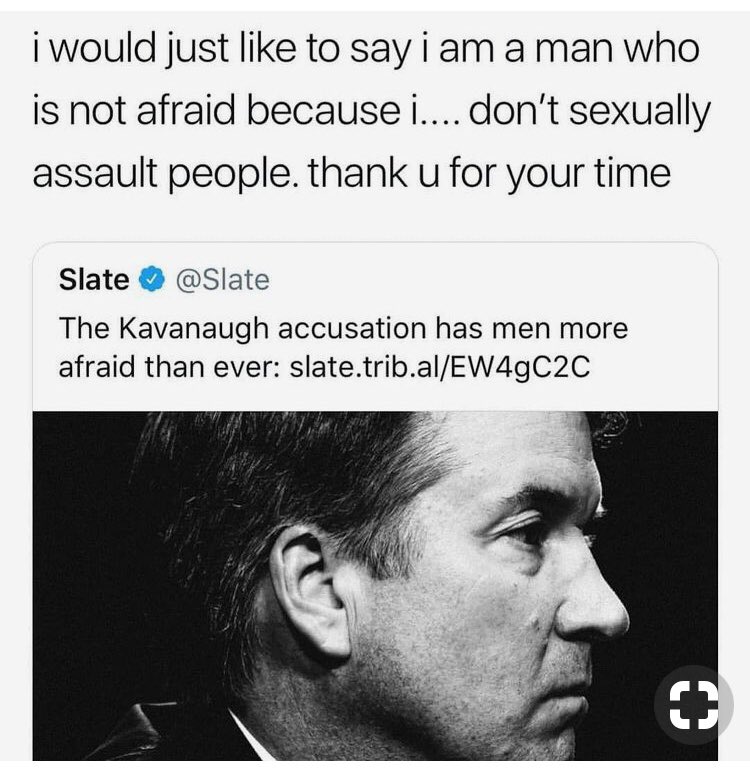 i would just like to say i am a man who
is not afraid because i.... don't sexually
assault people. thank u for your time
Slate @Slate
The Kavanaugh accusation has men more
afraid than ever: slate.trib.al/EW4gC2C